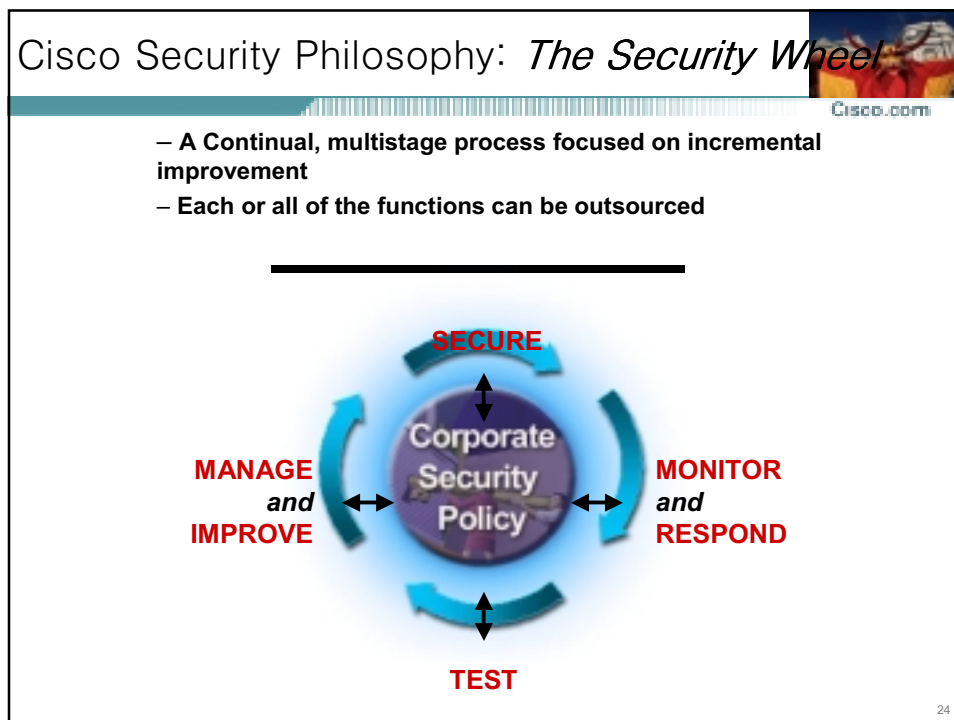 Cisco Security Philosophy: The Security Wheel
Cisco.com
– A Continual, multistage process focused on incremental
improvement
– Each or all of the functions can be outsourced
SECURE
Corporate
Security
Policy
MANAGE
and
IMPROVE
MONITOR
and
RESPOND
TEST
24